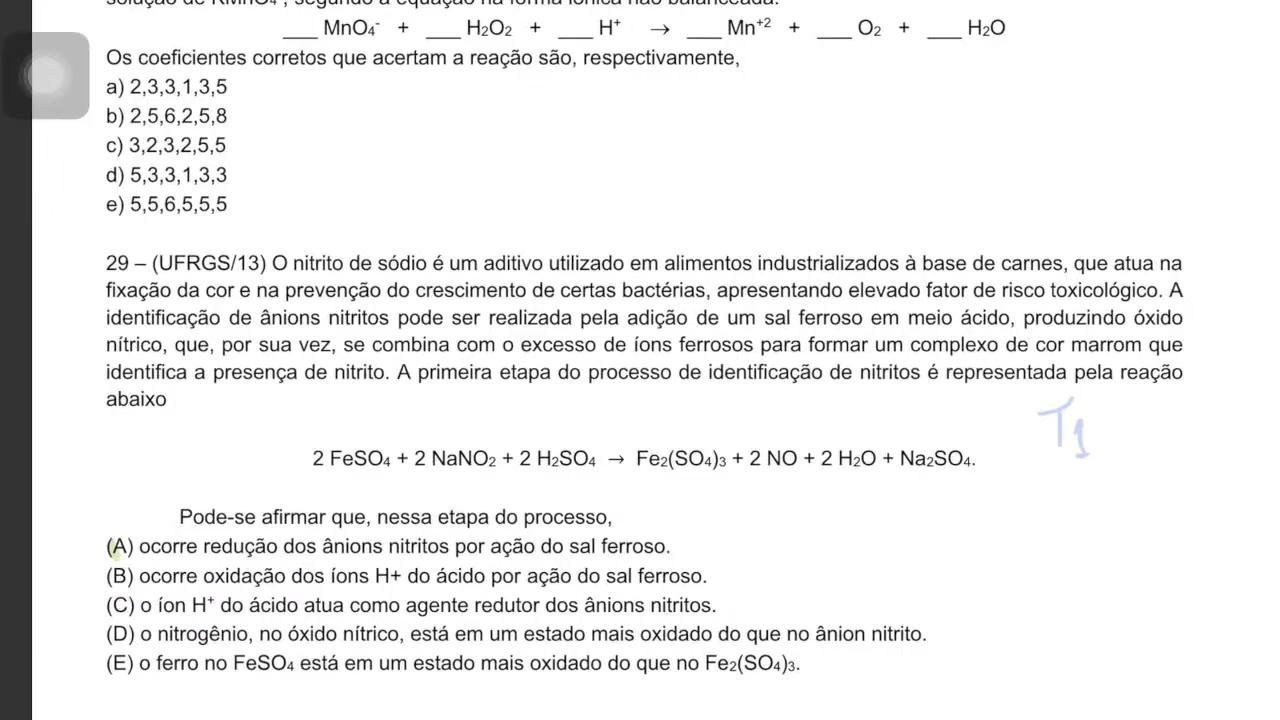 solução de KMnO₄ , segundo a equação na forma iônica não balanceada:
___ MnO₄⁻ + ___ H₂O₂ + ___ H⁺ → ___ Mn⁺² + ___ O₂ + ___ H₂O
Os coeficientes corretos que acertam a reação são, respectivamente,
a) 2,3,3,1,3,5
b) 2,5,6,2,5,8
c) 3,2,3,2,5,5
d) 5,3,3,1,3,3
e) 5,5,6,5,5,5
29 – (UFRGS/13) O nitrito de sódio é um aditivo utilizado em alimentos industrializados à base de carnes, que atua na
fixação da cor e na prevenção do crescimento de certas bactérias, apresentando elevado fator de risco toxicológico. A
identificação de ânions nitritos pode ser realizada pela adição de um sal ferroso em meio ácido, produzindo óxido
nítrico, que, por sua vez, se combina com o excesso de íons ferrosos para formar um complexo de cor marrom que
identifica a presença de nitrito. A primeira etapa do processo de identificação de nitritos é representada pela reação
abaixo
2 FeSO₄ + 2 NaNO₂ + 2 H₂SO₄ → Fe₂(SO₄)₃ + 2 NO + 2 H₂O + Na₂SO₄.
Pode-se afirmar que, nessa etapa do processo,
(A) ocorre redução dos ânions nitritos por ação do sal ferroso.
(B) ocorre oxidação dos íons H+ do ácido por ação do sal ferroso.
(C) o íon H⁺ do ácido atua como agente redutor dos ânions nitritos.
(D) o nitrogênio, no óxido nítrico, está em um estado mais oxidado do que no ânion nitrito.
(E) o ferro no FeSO₄ está em um estado mais oxidado do que no Fe₂(SO₄)₃.